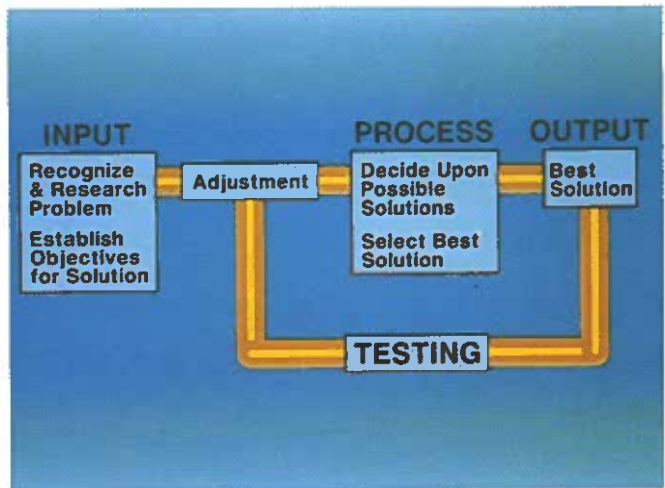 INPUT
Recognize
& Research
Problem
Establish
Objectives
for Solution
Adjustment
PROCESS
Decide Upon
Possible
Solutions
Select Best
Solution
OUTPUT
Best
Solution
TESTING